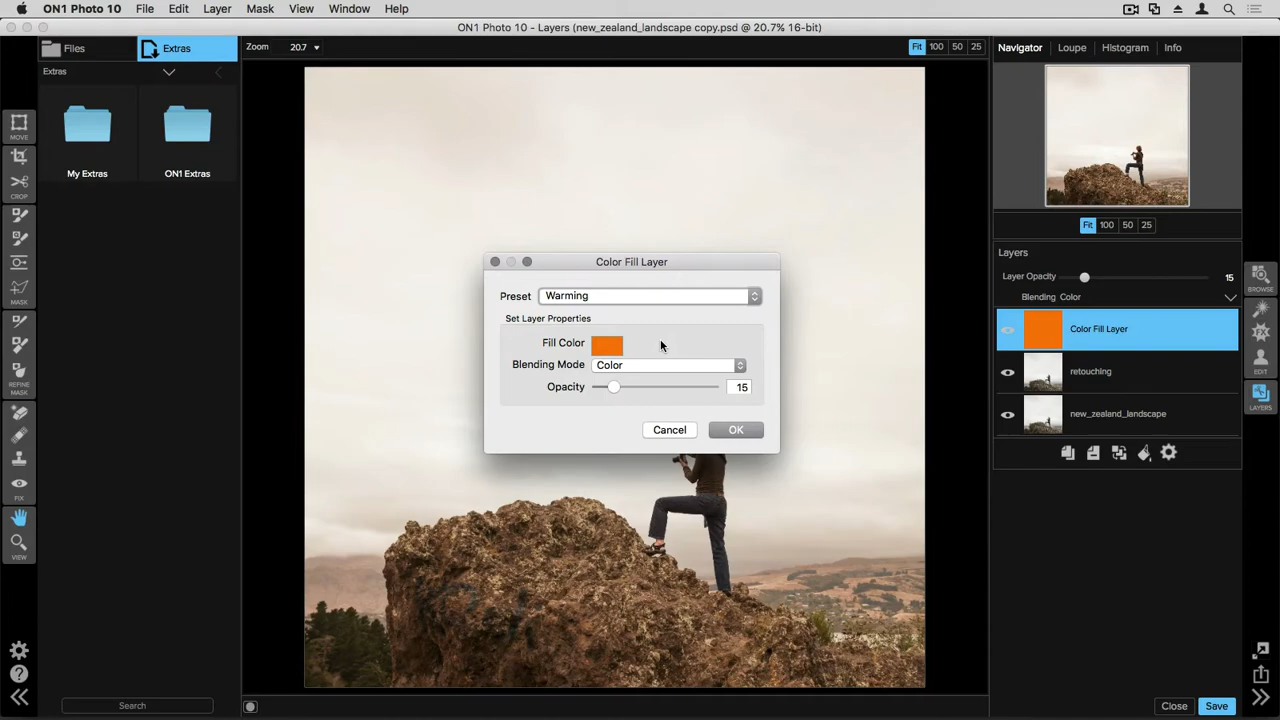 ON1 Photo 10 File Edit Layer Mask View Window Help
ON1 Photo 10 - Layers (new_zealand_landscape copy.psd @ 20.7% 16-bit)
Files Extras
Zoom 20.7
Fit 100 50 25
Navigator Loupe Histogram Info
Extras
My Extras ON1 Extras
MOVE
CROP
MASK
REFINE
MASK
FIX
VIEW
Color Fill Layer
Preset Warming
Set Layer Properties
Fill Color
Blending Mode Color
Opacity 15
Cancel OK
Fit 100 50 25
Layers
Layer Opacity 15
Blending Color
Color Fill Layer
retouching
new_zealand_landscape
BROWSE
FX
EDIT
LAYERS
Search
Close Save